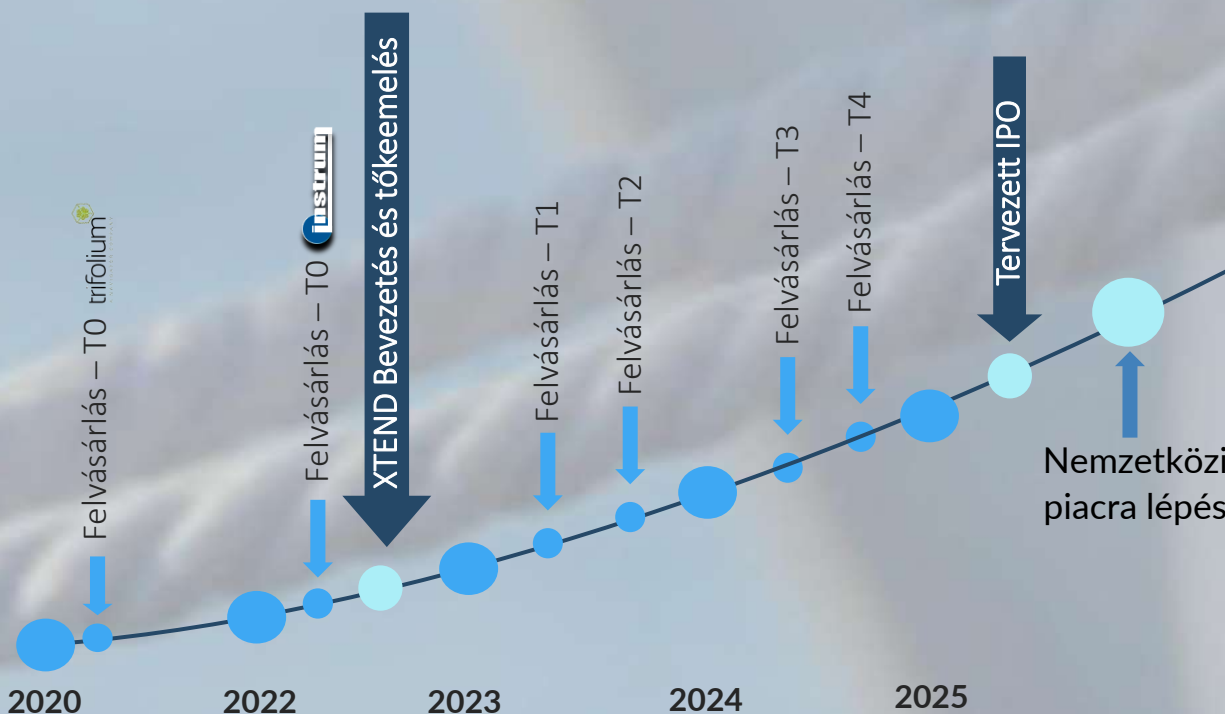 Felvásárlás – T0 trifolium
Felvásárlás – T0 instrum
XTEND Bevezetés és tőkeemelés
Felvásárlás – T1
Felvásárlás – T2
Felvásárlás – T3
Felvásárlás – T4
Tervezett IPO
Nemzetközi
piacra lépés
2020
2022
2023
2024
2025